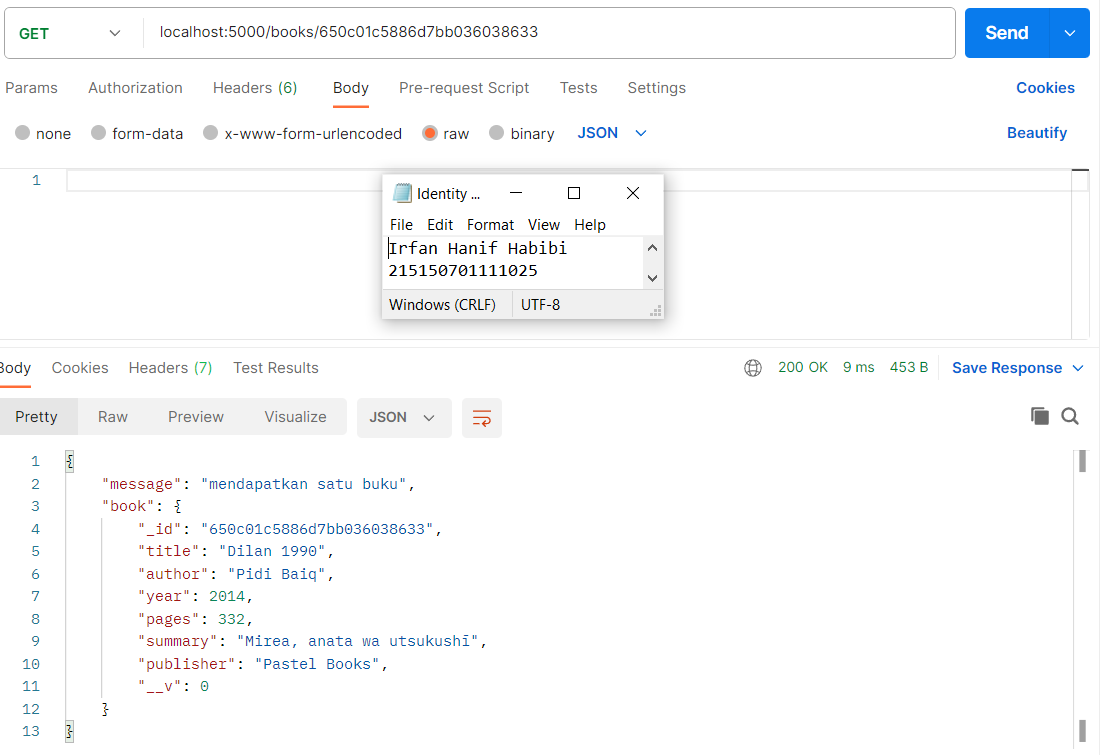 GET localhost:5000/books/650c01c5886d7bb036038633 Send
Params Authorization Headers (6) Body Pre-request Script Tests Settings Cookies
none form-data x-www-form-urlencoded raw binary JSON Beautify
1
Identity ...
File Edit Format View Help
Irfan Hanif Habibi
215150701111025
Windows (CRLF) UTF-8
Body Cookies Headers (7) Test Results 200 OK 9 ms 453 B Save Response
Pretty Raw Preview Visualize JSON
1 {
2 "message": "mendapatkan satu buku",
3 "book": {
4 "_id": "650c01c5886d7bb036038633",
5 "title": "Dilan 1990",
6 "author": "Pidi Baiq",
7 "year": 2014,
8 "pages": 332,
9 "summary": "Mirea, anata wa utsukushī",
10 "publisher": "Pastel Books",
11 "__v": 0
12 }
13 }